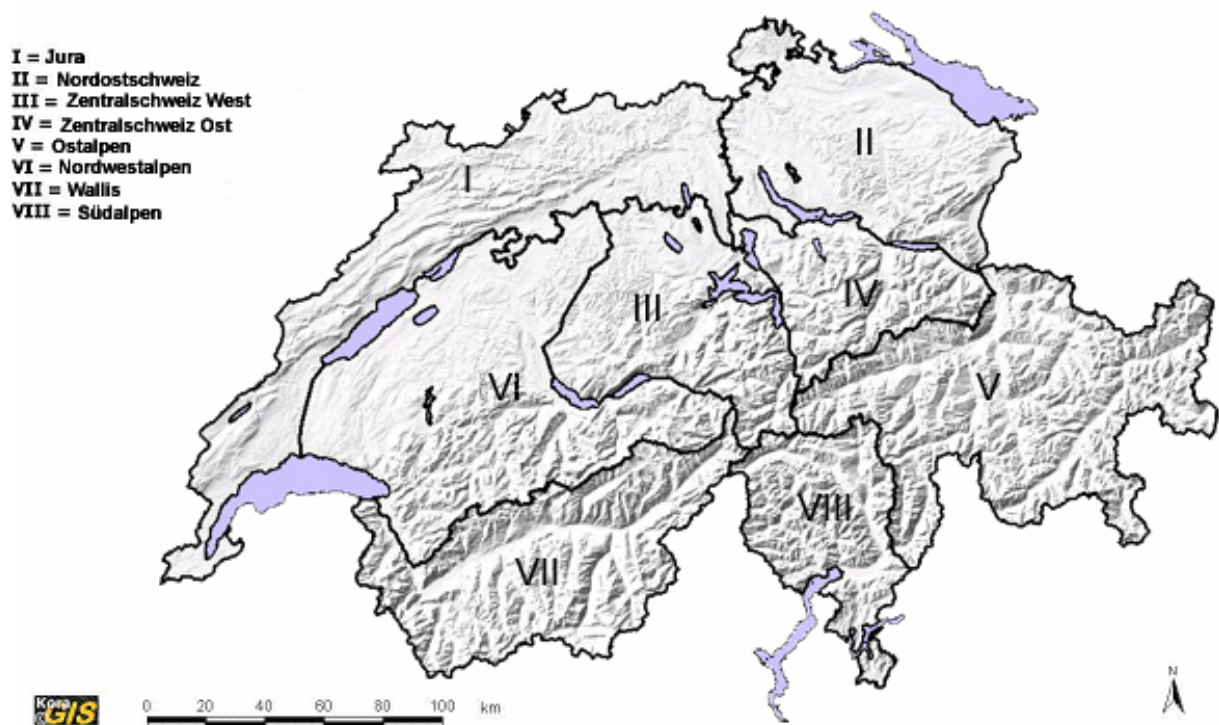 I = Jura
II = Nordostschweiz
III = Zentralschweiz West
IV = Zentralschweiz Ost
V = Ostalpen
VI = Nordwestalpen
VII = Wallis
VIII = Südalpen
I
II
III
IV
V
VI
VII
VIII
Kora
GIS
0 20 40 60 80 100 km
N